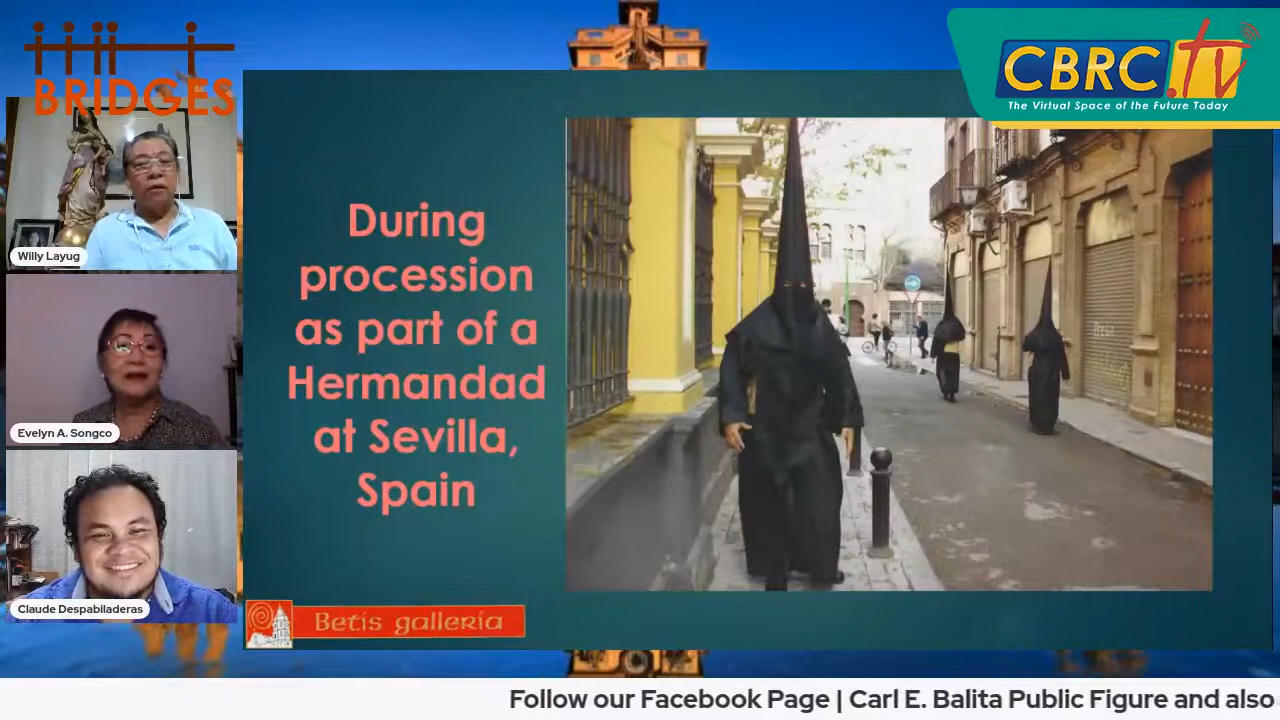 BRIDGES
CBRC.tv
The Virtual Space of the Future Today
Willy Layug
Evelyn A. Songco
Claude Despabiladeras
During
procession
as part of a
Hermandad
at Sevilla,
Spain
Betis galleria
Follow our Facebook Page | Carl E. Balita Public Figure and also